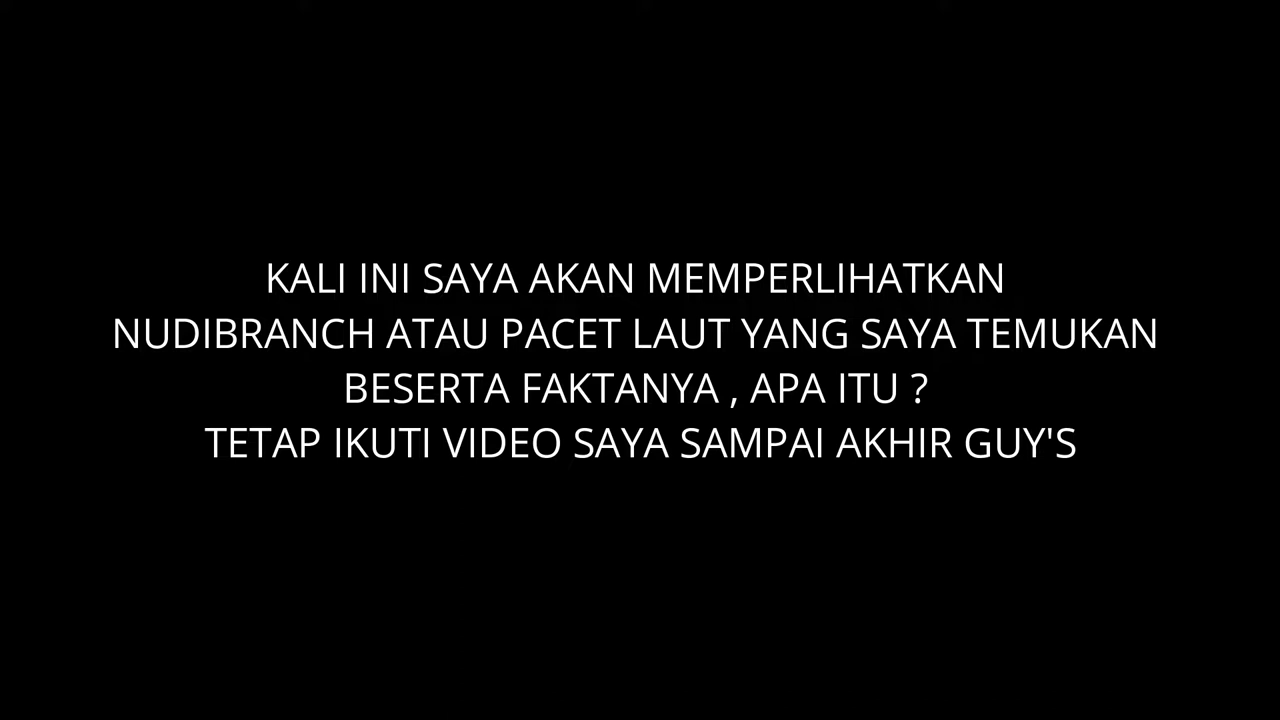 KALI INI SAYA AKAN MEMPERLIHATKAN
NUDIBRANCH ATAU PACET LAUT YANG SAYA TEMUKAN
BESERTA FAKTANYA , APA ITU ?
TETAP IKUTI VIDEO SAYA SAMPAI AKHIR GUY'S